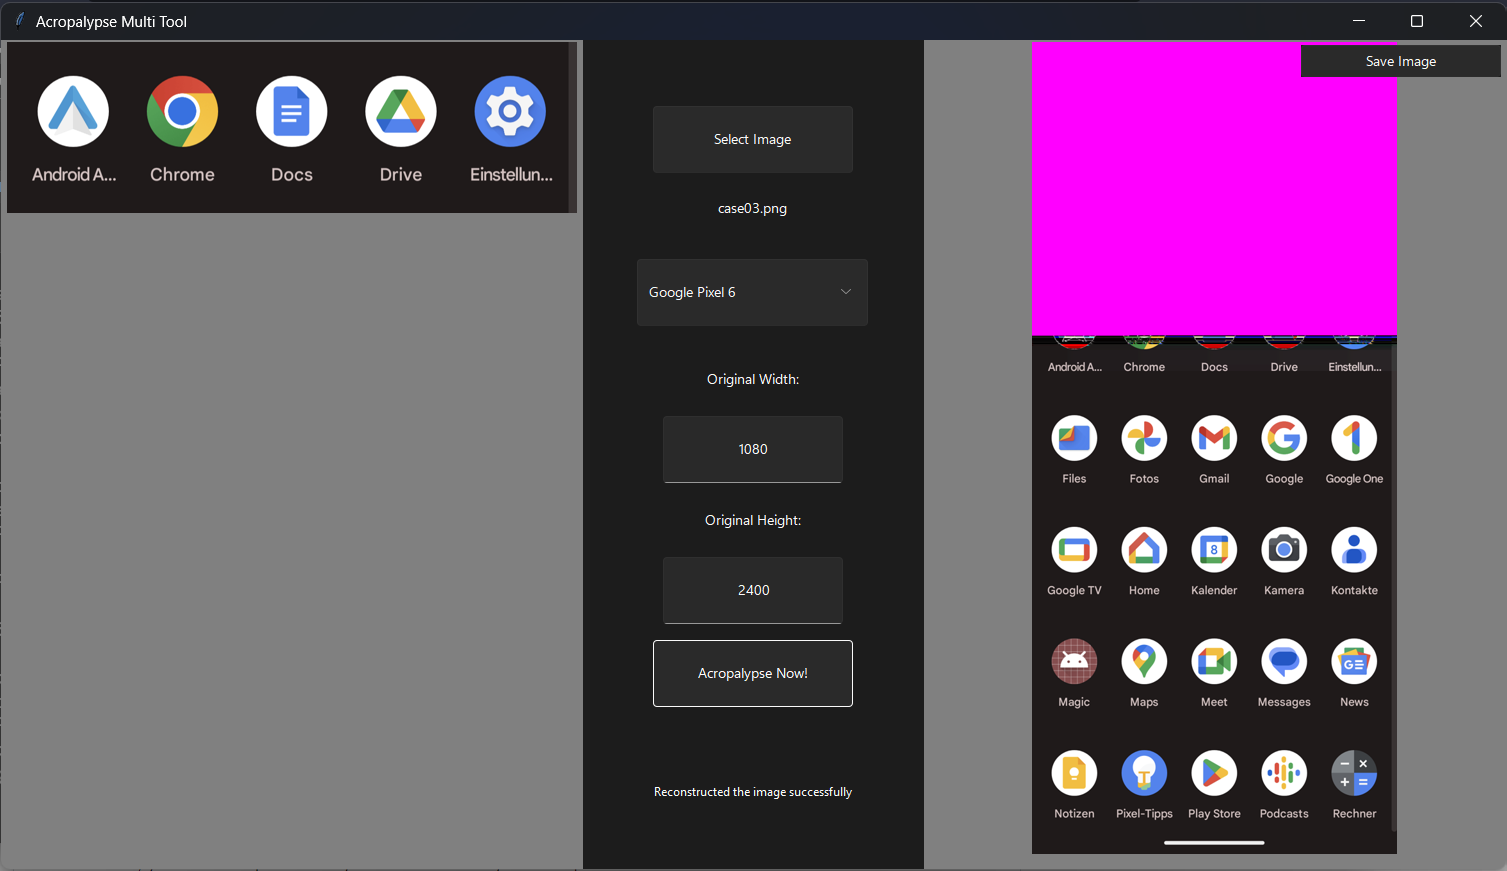 Acropalypse Multi Tool
Android A... Chrome Docs Drive Einstellun...
Select Image
case03.png
Google Pixel 6
Original Width:
1080
Original Height:
2400
Acropalypse Now!
Reconstructed the image successfully
Save Image
Android A... Chrome Docs Drive Einstellun...
Files Fotos Gmail Google Google One
8
Google TV Home Kalender Kamera Kontakte
GE
Magic Maps Meet Messages News
Notizen Pixel-Tipps Play Store Podcasts Rechner